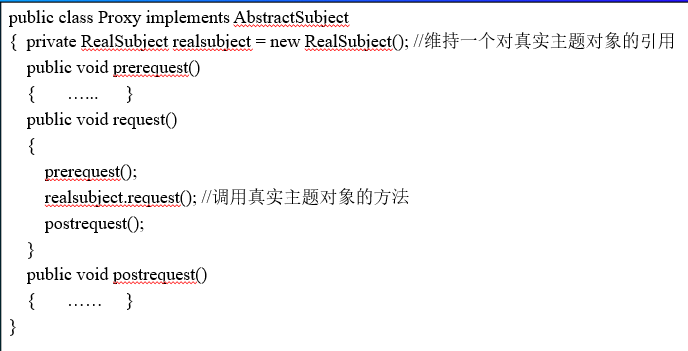 public class Proxy implements AbstractSubject
{ private RealSubject realsubject = new RealSubject(); //维持一个对真实主题对象的引用
public void prerequest()
{ …... }
public void request()
{
prerequest();
realsubject.request(); //调用真实主题对象的方法
postrequest();
}
public void postrequest()
{ …… }
}